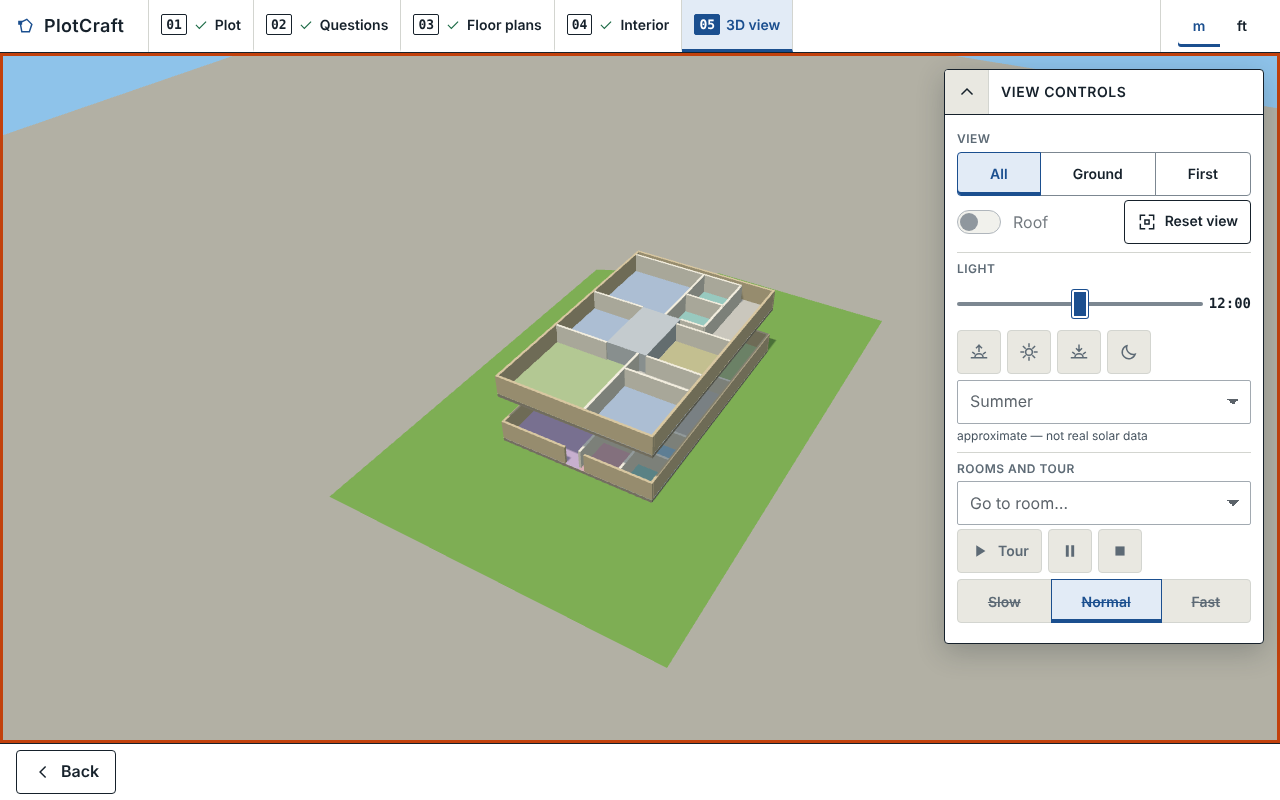 PlotCraft
01 Plot
02 Questions
03 Floor plans
04 Interior
05 3D view
m ft
VIEW CONTROLS
VIEW
All Ground First
Roof Reset view
LIGHT
12:00
Summer
approximate — not real solar data
ROOMS AND TOUR
Go to room...
Tour
Slow Normal Fast
Back